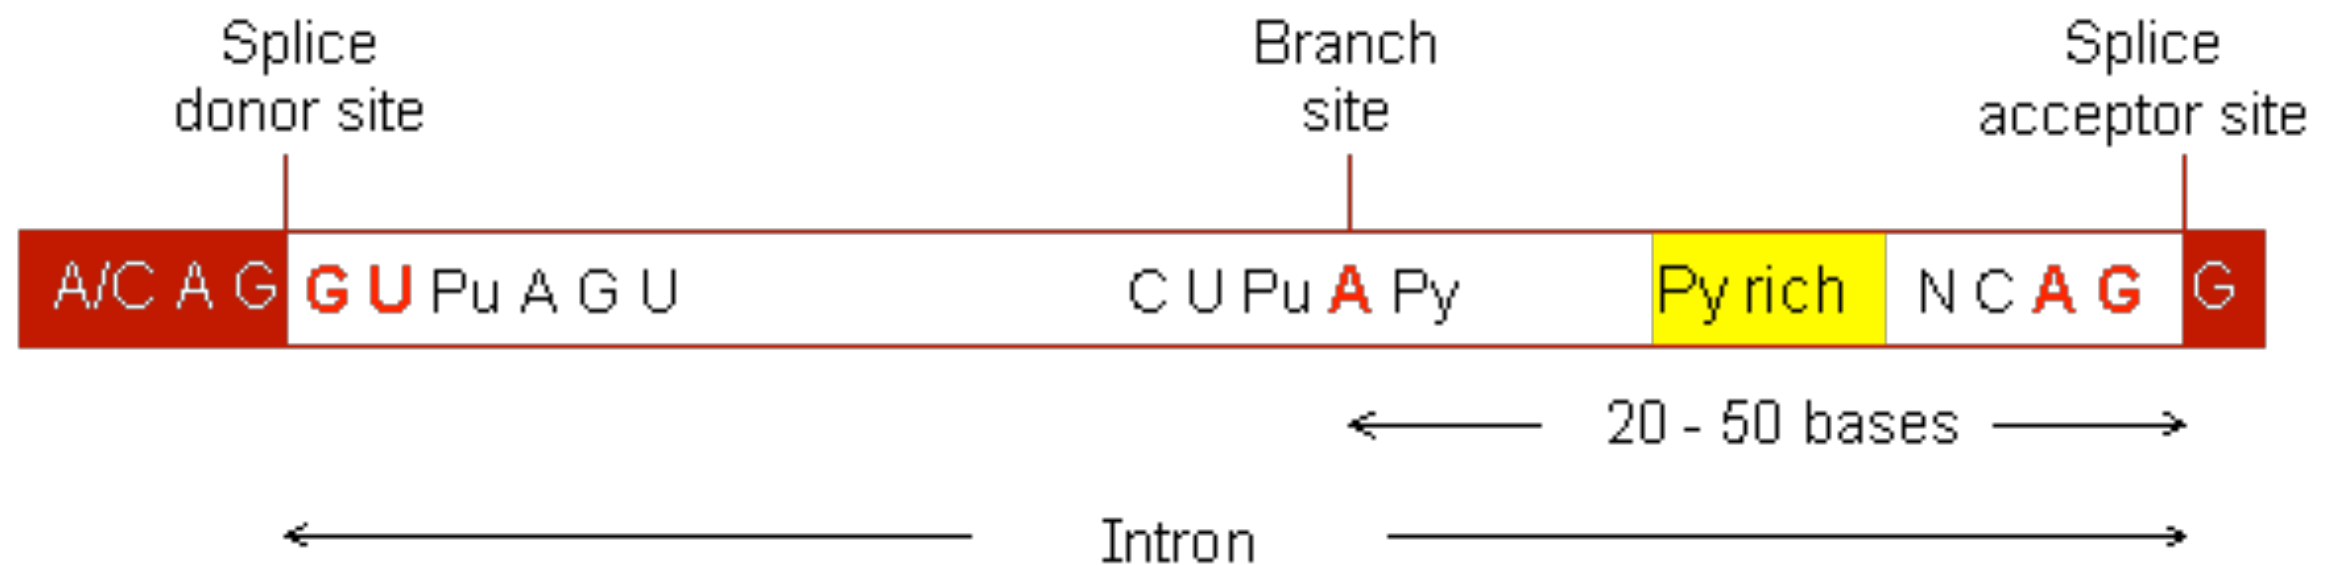 Splice
donor site
Branch
site
Splice
acceptor site
A/C A G G U Pu A G U C U Pu A Py Py rich N C A G G
20 - 50 bases
Intron